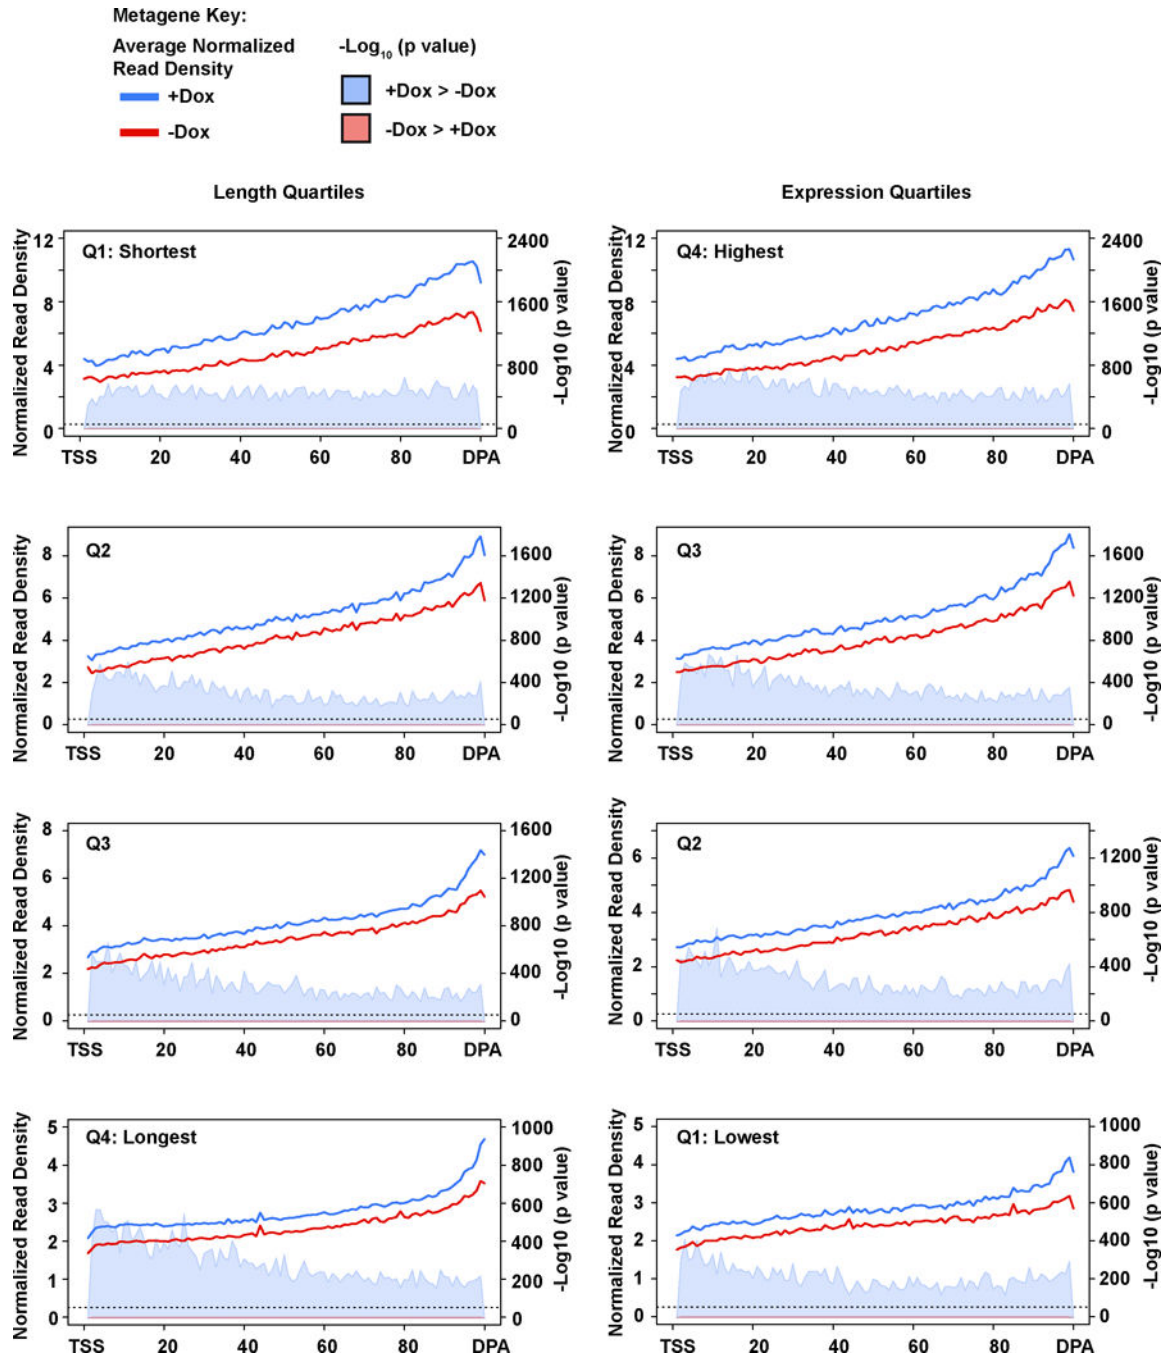 Metagene Key:
Average Normalized
Read Density
+Dox
-Dox
-Log10 (p value)
+Dox > -Dox
-Dox > +Dox
Length Quartiles
Expression Quartiles
Normalized Read Density
12
8
4
0
Q1: Shortest
2400
1600
800
0
-Log10 (p value)
TSS 20 40 60 80 DPA
Normalized Read Density
12
8
4
0
Q4: Highest
2400
1600
800
0
-Log10 (p value)
TSS 20 40 60 80 DPA
Normalized Read Density
8
6
4
2
0
Q2
1600
1200
800
400
0
-Log10 (p value)
TSS 20 40 60 80 DPA
Normalized Read Density
8
6
4
2
0
Q3
1600
1200
800
400
0
-Log10 (p value)
TSS 20 40 60 80 DPA
Normalized Read Density
8
6
4
2
0
Q3
1600
1200
800
400
0
-Log10 (p value)
TSS 20 40 60 80 DPA
Normalized Read Density
6
4
2
0
Q2
1200
800
400
0
-Log10 (p value)
TSS 20 40 60 80 DPA
Normalized Read Density
5
4
3
2
1
0
Q4: Longest
1000
800
600
400
200
0
-Log10 (p value)
TSS 20 40 60 80 DPA
Normalized Read Density
5
4
3
2
1
0
Q1: Lowest
1000
800
600
400
200
0
-Log10 (p value)
TSS 20 40 60 80 DPA